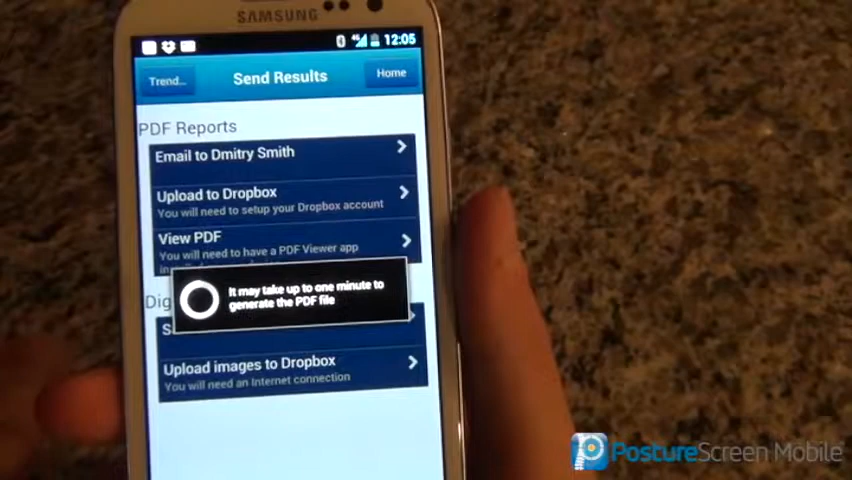 SAMSUNG
4G 12:05
Trend...
Send Results
Home
PDF Reports
Email to Dmitry Smith
Upload to Dropbox
You will need to setup your Dropbox account
View PDF
You will need to have a PDF Viewer app
It may take up to one minute to
generate the PDF file
Dig
S
Upload images to Dropbox
You will need an Internet connection
PostureScreen Mobile